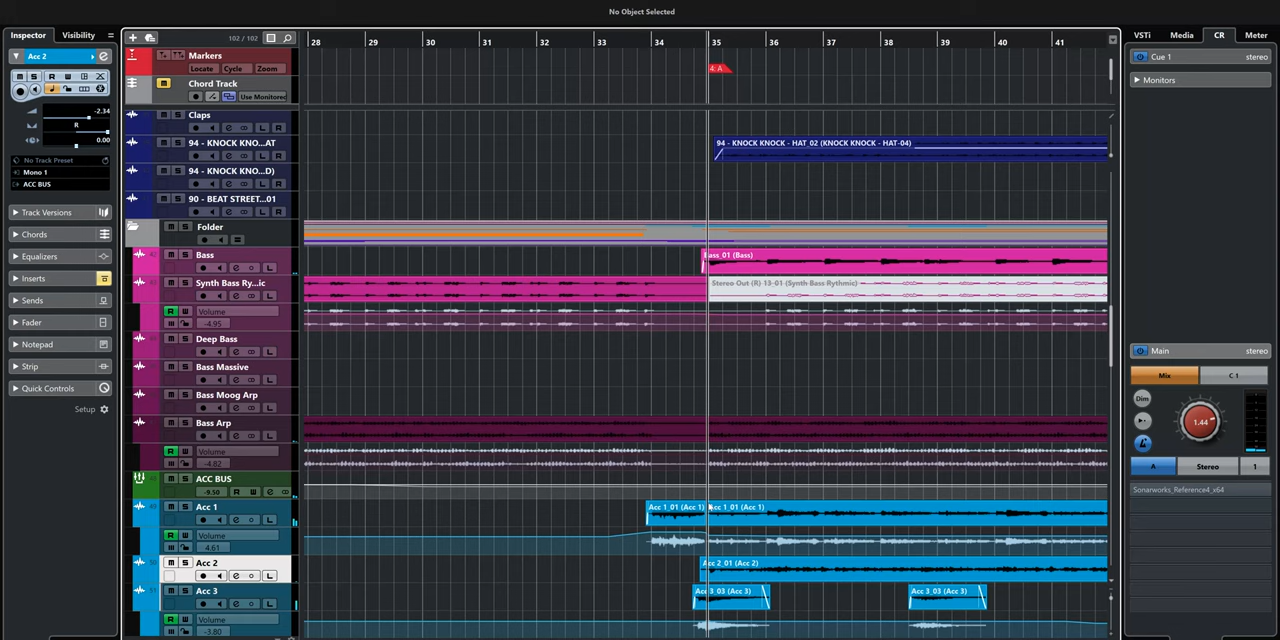 No Object Selected
Inspector
Visibility
Acc 2
M S R W
-2.34
R
0.00
No Track Preset
Mono 1
ACC BUS
Track Versions
Chords
Equalizers
Inserts
Sends
Fader
Notepad
Strip
Quick Controls
Setup
102 / 102
28 29 30 31 32 33 34 35 36 37 38 39 40 41
Markers
Locate Cycle Zoom
4: A
Chord Track
Use Monitored
Claps
94 - KNOCK KNO...AT
94 - KNOCK KNOCK - HAT_02 (KNOCK KNOCK - HAT-04)
94 - KNOCK KNO...D)
90 - BEAT STREET...01
Folder
Bass
Bass_01 (Bass)
Synth Bass Ry...ic
Stereo Out (R) 13-01 (Synth Bass Rythmic)
R W Volume
-4.95
Deep Bass
Bass Massive
Bass Moog Arp
Bass Arp
R W Volume
-4.82
ACC BUS
-9.50 R W
Acc 1
Acc 1_01 (Acc 1)
Acc 1_01 (Acc 1)
R W Volume
4.61
Acc 2
Acc 2_01 (Acc 2)
Acc 3
Acc 3_03 (Acc 3)
Acc 3_03 (Acc 3)
R W Volume
-3.80
VSTi Media CR Meter
Cue 1 stereo
Monitors
Main stereo
Mix C 1
Dim
1.44
A Stereo 1
Sonarworks_Reference4_x64